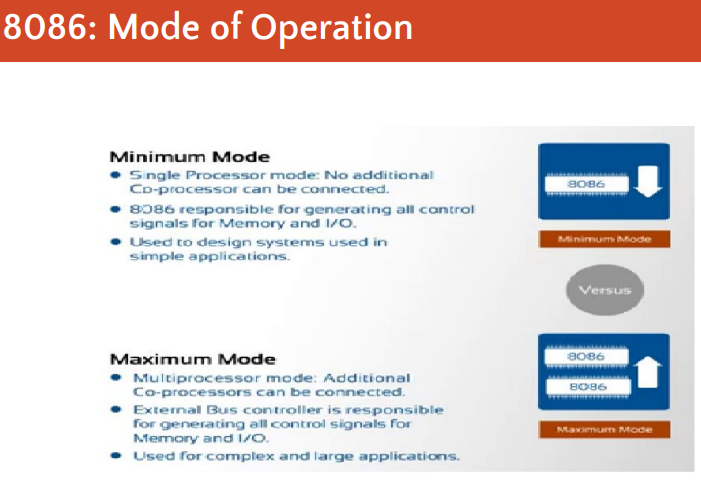 8086: Mode of Operation
Minimum Mode
• Single Processor mode: No additional
Co-processor can be connected.
• 8086 responsible for generating all control
signals for Memory and I/O.
• Used to design systems used in
simple applications.
8086
Minimum Mode
Versus
Maximum Mode
• Multiprocessor mode: Additional
Co-processors can be connected.
• External Bus controller is responsible
for generating all control signals for
Memory and I/O.
• Used for complex and large applications.
8086
8086
Maximum Mode